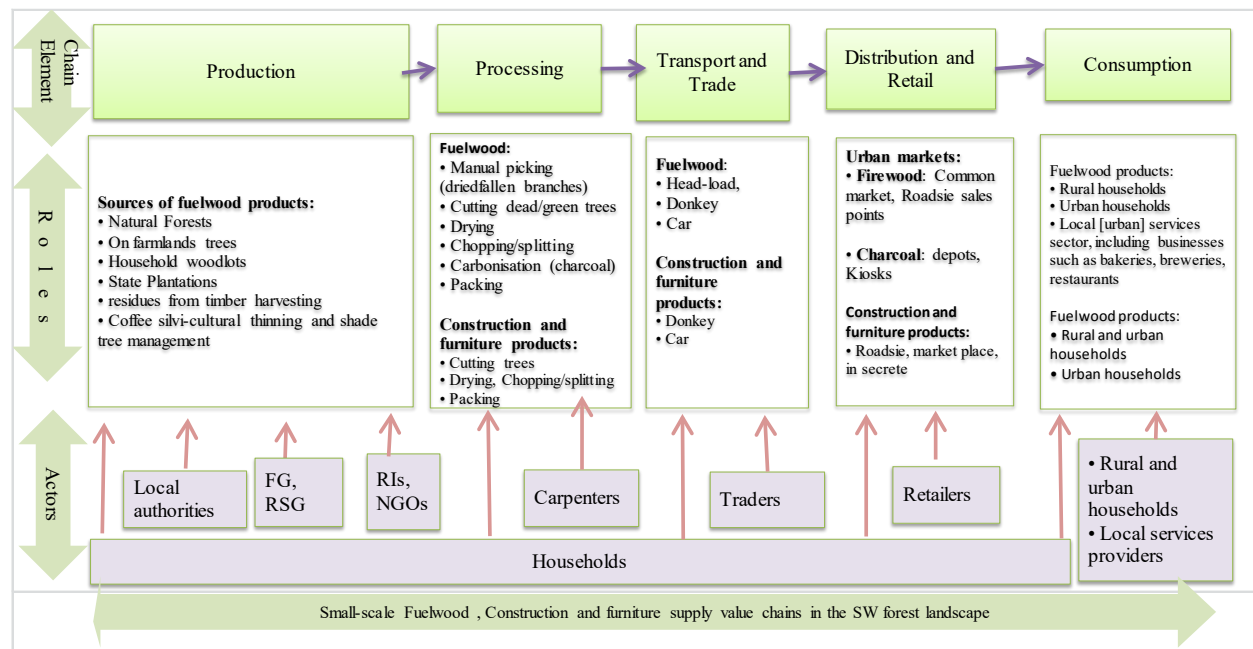 Chain
Element
Production
Processing
Transport and
Trade
Distribution and
Retail
Consumption
Roles
Sources of fuelwood products:
• Natural Forests
• On farmlands trees
• Household woodlots
• State Plantations
• residues from timber harvesting
• Coffee silvi-cultural thinning and shade
tree management
Fuelwood:
• Manual picking
(driedfallen branches)
• Cutting dead/green trees
• Drying
• Chopping/splitting
• Carbonisation (charcoal)
• Packing
Construction and
furniture products:
• Cutting trees
• Drying, Chopping/splitting
• Packing
Fuelwood:
• Head-load,
• Donkey
• Car
Construction and
furniture
products:
• Donkey
• Car
Urban markets:
• Firewood: Common
market, Roadsie sales
points
• Charcoal: depots,
Kiosks
Construction and
furniture products:
• Roadsie, market place,
in secrete
Fuelwood products:
• Rural households
• Urban households
• Local [urban] services
sector, including businesses
such as bakeries, breweries,
restaurants
Fuelwood products:
• Rural and urban
households
• Urban households
Actors
Local
authorities
FG,
RSG
RIs,
NGOs
Carpenters
Traders
Retailers
• Rural and
urban
households
• Local services
providers
Households
Small-scale Fuelwood , Construction and furniture supply value chains in the SW forest landscape